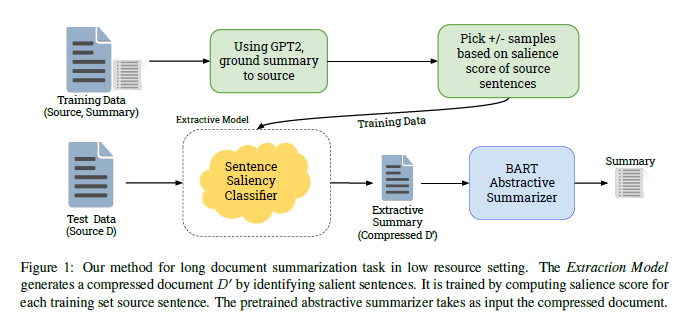 Using GPT2,
ground summary
to source
Pick +/- samples
based on salience
score of source
sentences
Training Data
(Source, Summary)
Extractive Model
Training Data
Sentence
Saliency
Classifier
BART
Abstractive
Summarizer
Summary
Test Data
(Source D)
Extractive
Summary
(Compressed D’)
Figure 1: Our method for long document summarization task in low resource setting. The Extraction Model
generates a compressed document D′ by identifying salient sentences. It is trained by computing salience score for
each training set source sentence. The pretrained abstractive summarizer takes as input the compressed document.